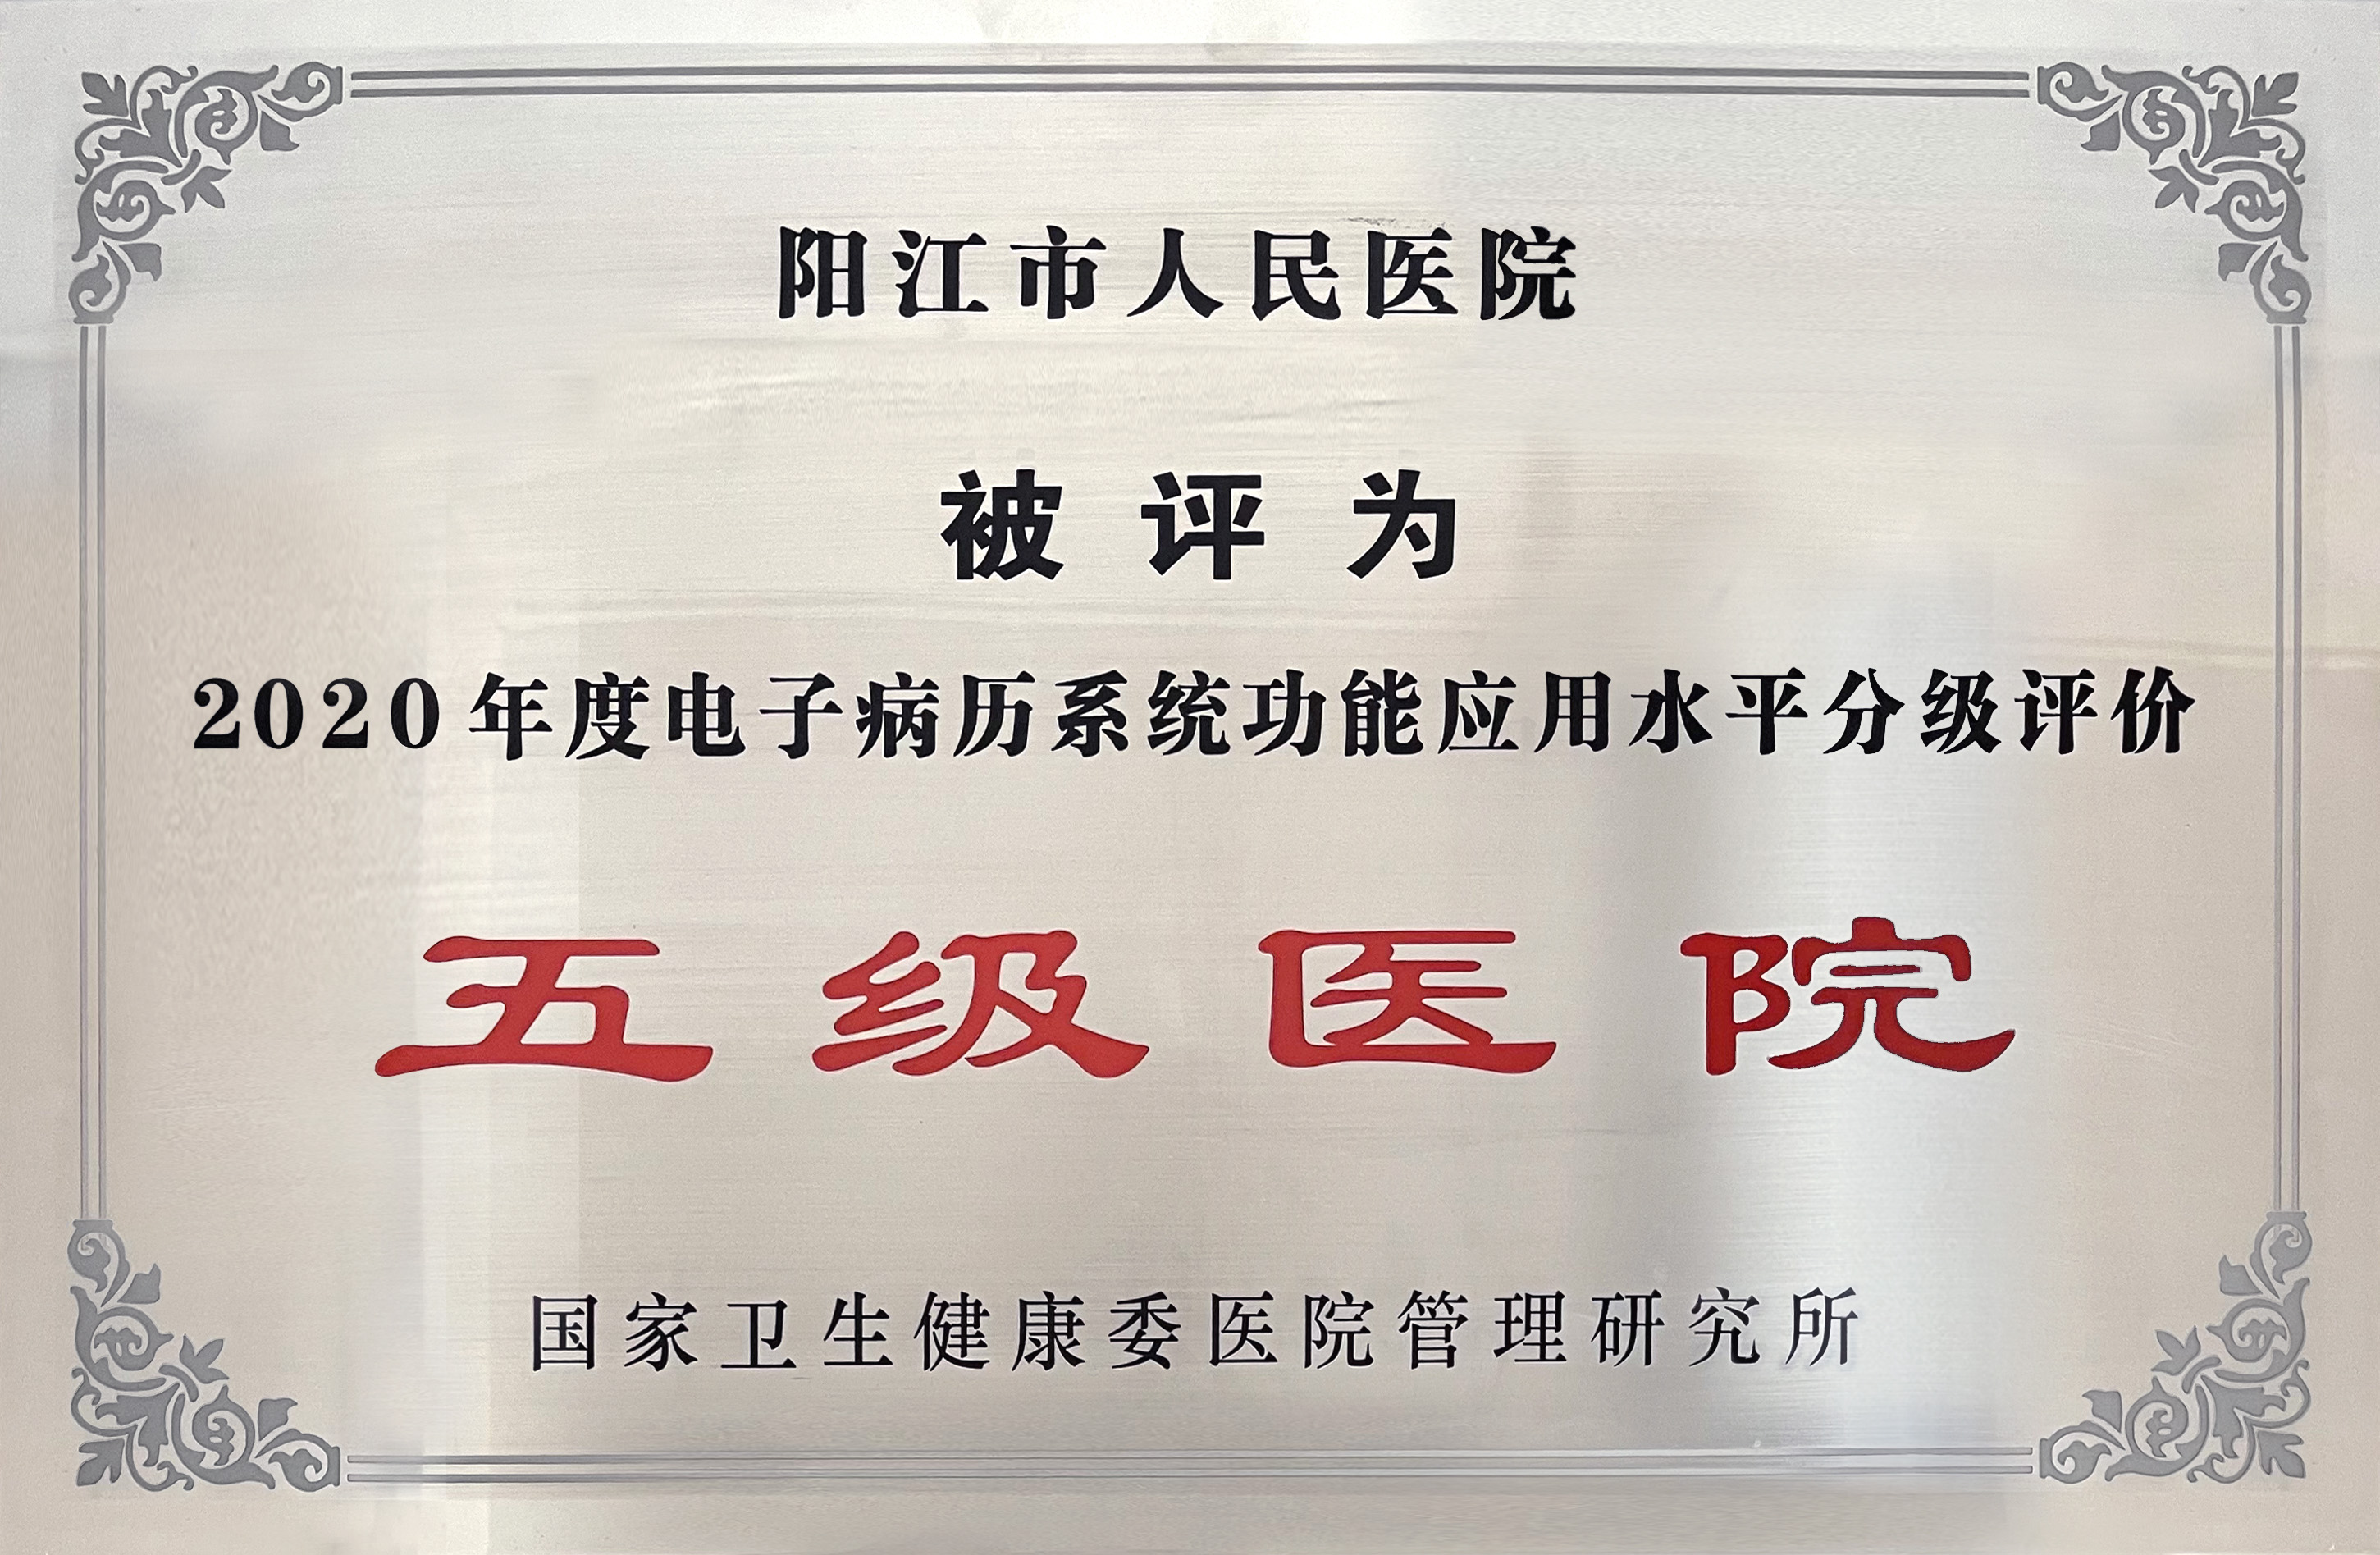 阳江市人民医院
被评为
2020年度电子病历系统功能应用水平分级评价
五级医院
国家卫生健康委医院管理研究所